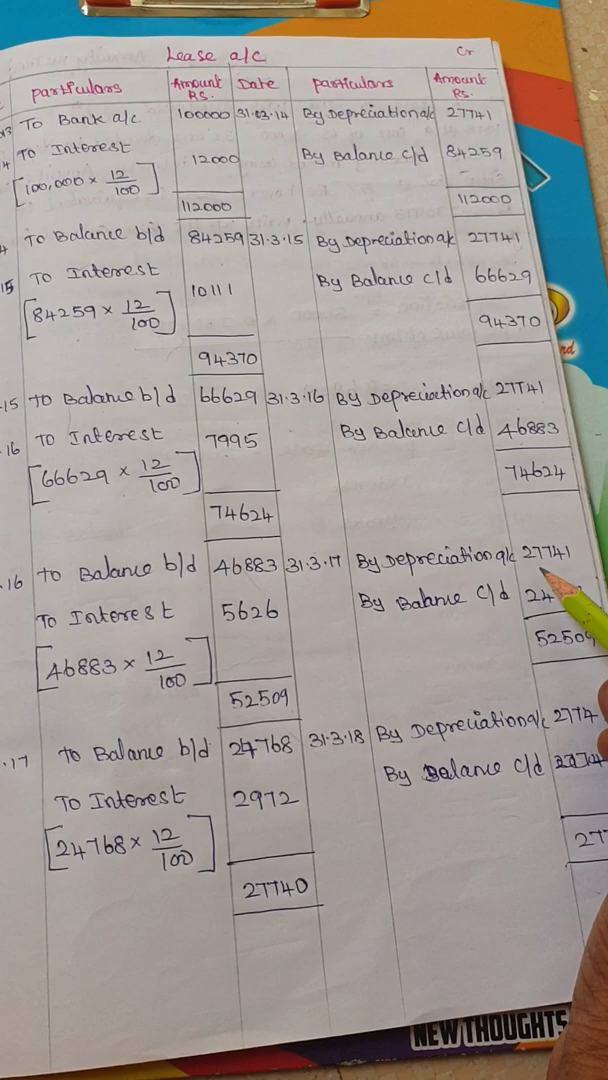 Lease a/c Cr
Particulars Amount Rs. Date Particulars Amount Rs.
To Bank a/c 100000 31.03.14 By Depreciation a/c 27741
To Interest 12000 By Balance c/d 84259
[100,000 × 12/100]
112000 112000
To Balance b/d 84259 31.3.15 By Depreciation a/c 27741
To Interest 10111 By Balance c/d 66629
[84259 × 12/100] 94370
94370
To Balance b/d 66629 31.3.16 By Depreciation a/c 27741
To Interest 7995 By Balance c/d 46883
[66629 × 12/100] 74624
74624
To Balance b/d 46883 31.3.17 By Depreciation a/c 27741
To Interest 5626 By Balance c/d
[46883 × 12/100] 52509
52509
To Balance b/d 24768 31.3.18 By Depreciation a/c 2774
To Interest 2972 By Balance c/d
[24768 × 12/100]
27740
NEW THOUGHTS